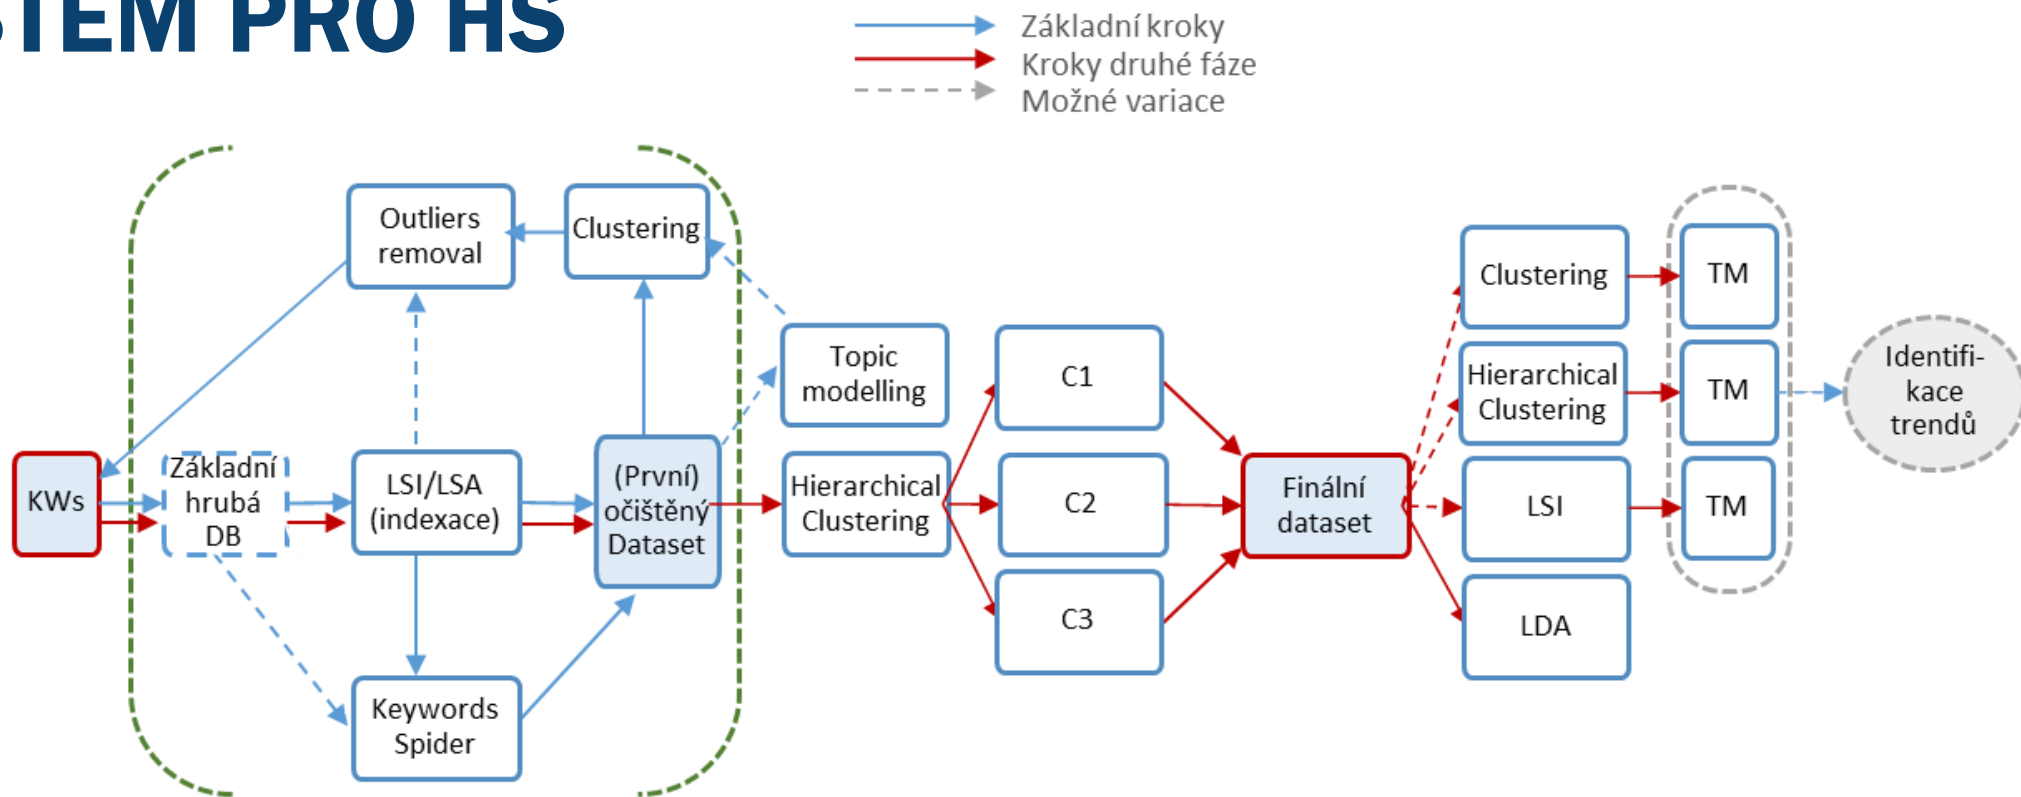 STÉM PRO HS
Základní kroky
Kroky druhé fáze
Možné variace
Outliers
removal
Clustering
Topic
modelling
KWs
Základní
hrubá
DB
LSI/LSA
(indexace)
(První)
očištěný
Dataset
Keywords
Spider
Hierarchical
Clustering
C1
C2
C3
Finální
dataset
Clustering
Hierarchical
Clustering
LSI
LDA
TM
TM
TM
Identifi-
kace
trendů